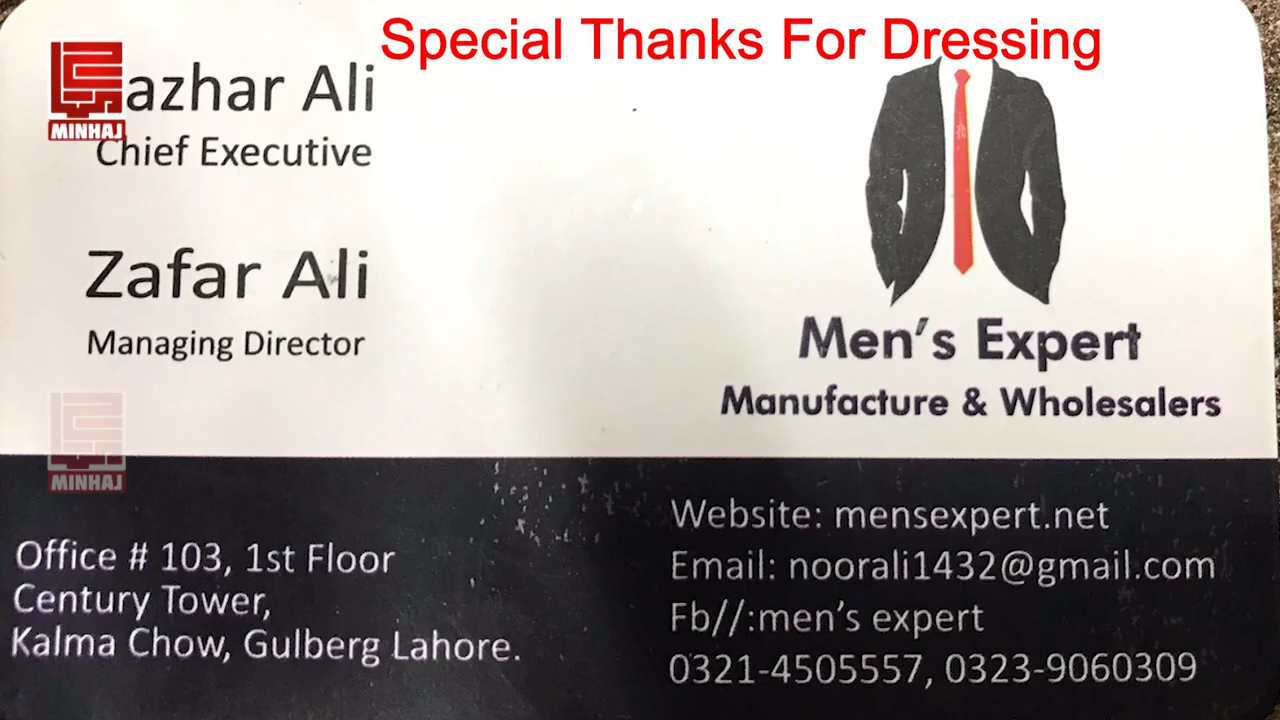 Special Thanks For Dressing
MINHAJ
azhar Ali
Chief Executive
Zafar Ali
Managing Director
Men's Expert
Manufacture & Wholesalers
MINHAJ
Office # 103, 1st Floor
Century Tower,
Kalma Chow, Gulberg Lahore.
Website: mensexpert.net
Email: noorali1432@gmail.com
Fb//:men's expert
0321-4505557, 0323-9060309